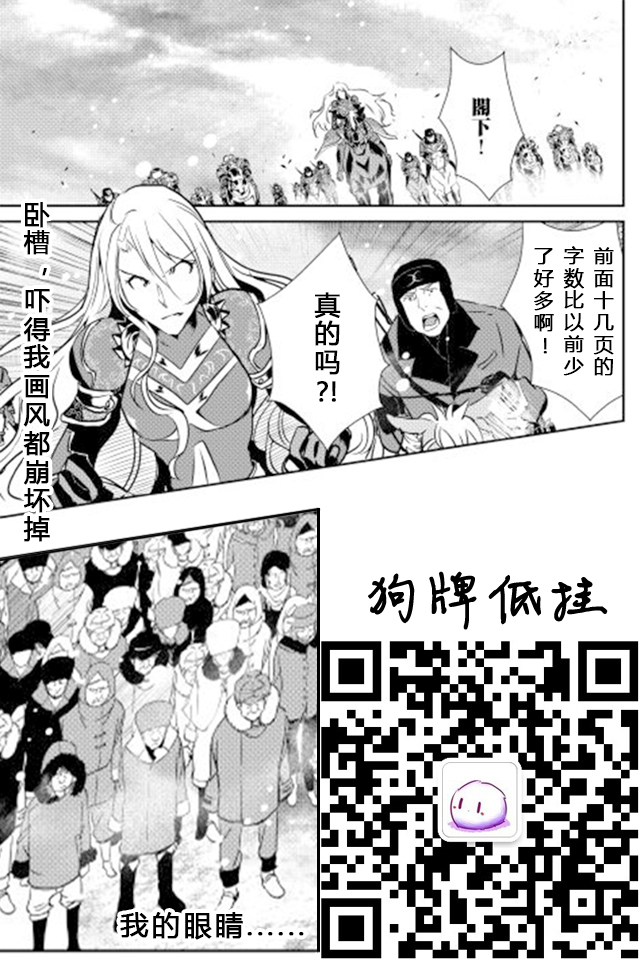 閣下！
前面十几页的
字数比以前少
了好多啊！
真的吗?!
卧槽，吓得我画风都崩坏掉
我的眼睛……
狗牌低挂